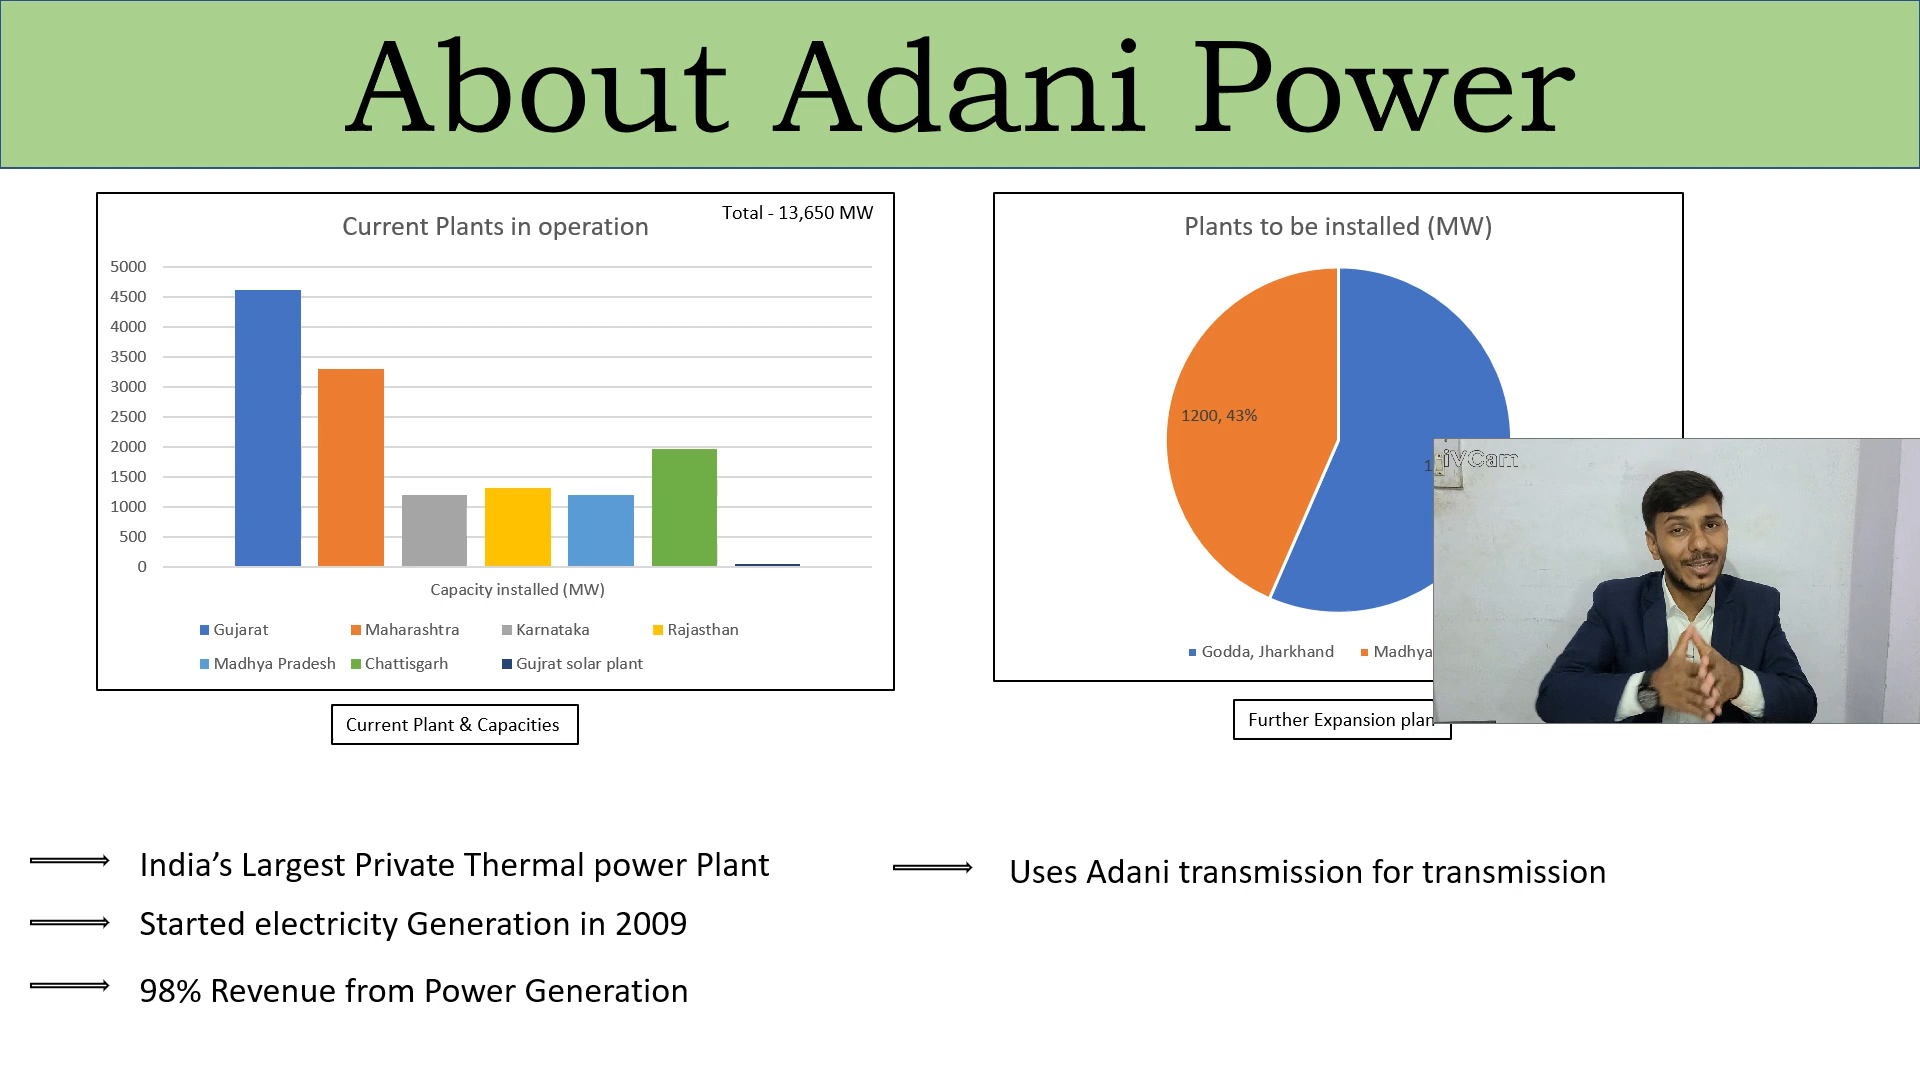 About Adani Power
Total - 13,650 MW
Current Plants in operation
5000
4500
4000
3500
3000
2500
2000
1500
1000
500
0
Capacity installed (MW)
Gujarat
Maharashtra
Karnataka
Rajasthan
Madhya Pradesh
Chattisgarh
Gujrat solar plant
Current Plant & Capacities
Plants to be installed (MW)
1200, 43%
iVCam
Godda, Jharkhand
Madhya
Further Expansion plan
India’s Largest Private Thermal power Plant
Started electricity Generation in 2009
98% Revenue from Power Generation
Uses Adani transmission for transmission